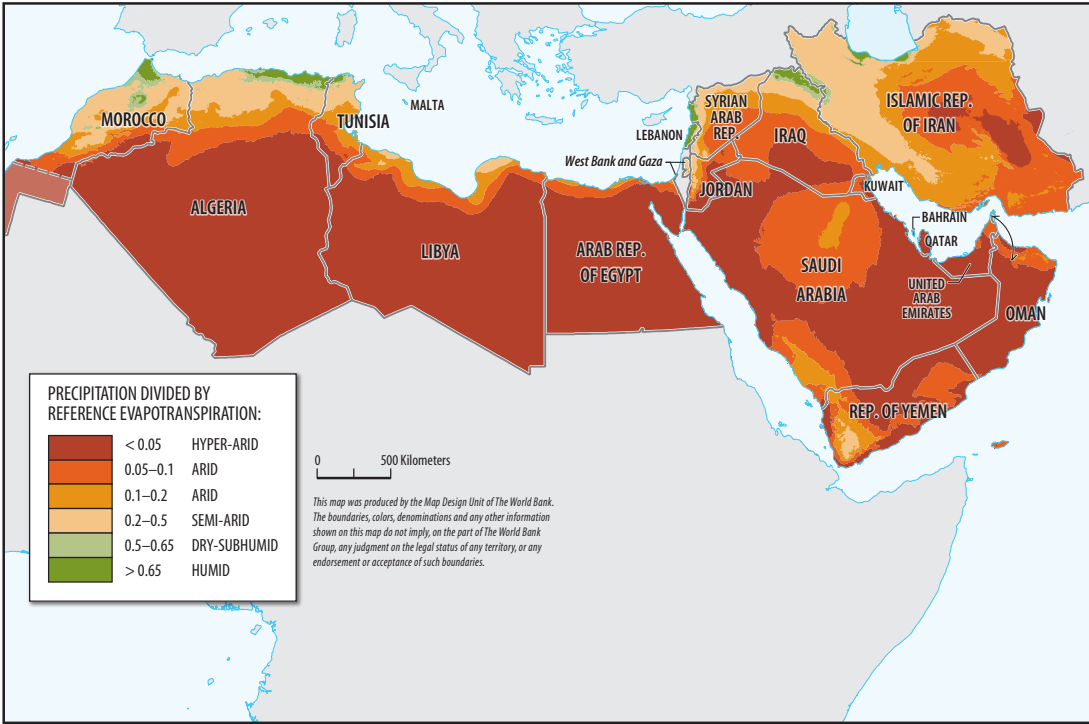 MALTA
MOROCCO
TUNISIA
SYRIAN
ARAB
REP.
LEBANON
IRAQ
ISLAMIC REP.
OF IRAN
West Bank and Gaza
JORDAN
KUWAIT
BAHRAIN
QATAR
ALGERIA
LIBYA
ARAB REP.
OF EGYPT
SAUDI
ARABIA
UNITED
ARAB
EMIRATES
OMAN
REP. OF YEMEN
PRECIPITATION DIVIDED BY
REFERENCE EVAPOTRANSPIRATION:
< 0.05 HYPER-ARID
0.05–0.1 ARID
0.1–0.2 ARID
0.2–0.5 SEMI-ARID
0.5–0.65 DRY-SUBHUMID
> 0.65 HUMID
0 500 Kilometers
This map was produced by the Map Design Unit of The World Bank.
The boundaries, colors, denominations and any other information
shown on this map do not imply, on the part of The World Bank
Group, any judgment on the legal status of any territory, or any
endorsement or acceptance of such boundaries.